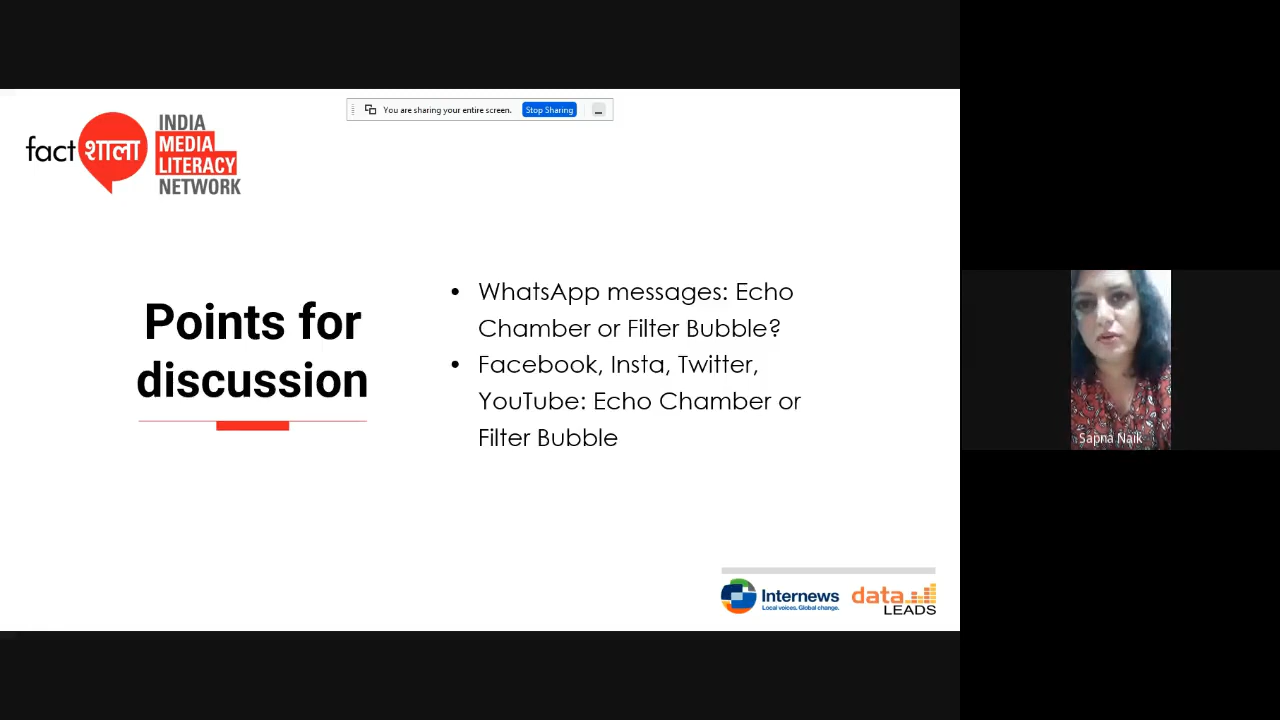 You are sharing your entire screen. Stop Sharing
fact शाला
INDIA
MEDIA
LITERACY
NETWORK
Points for
discussion
• WhatsApp messages: Echo
Chamber or Filter Bubble?
• Facebook, Insta, Twitter,
YouTube: Echo Chamber or
Filter Bubble
Sapna Naik
Internews
Local voices. Global change.
data
LEADS